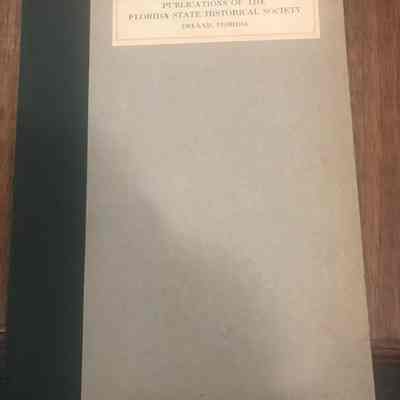 PUBLICATIONS OF THE
FLORIDA STATE HISTORICAL SOCIETY
DELAND, FLORIDA